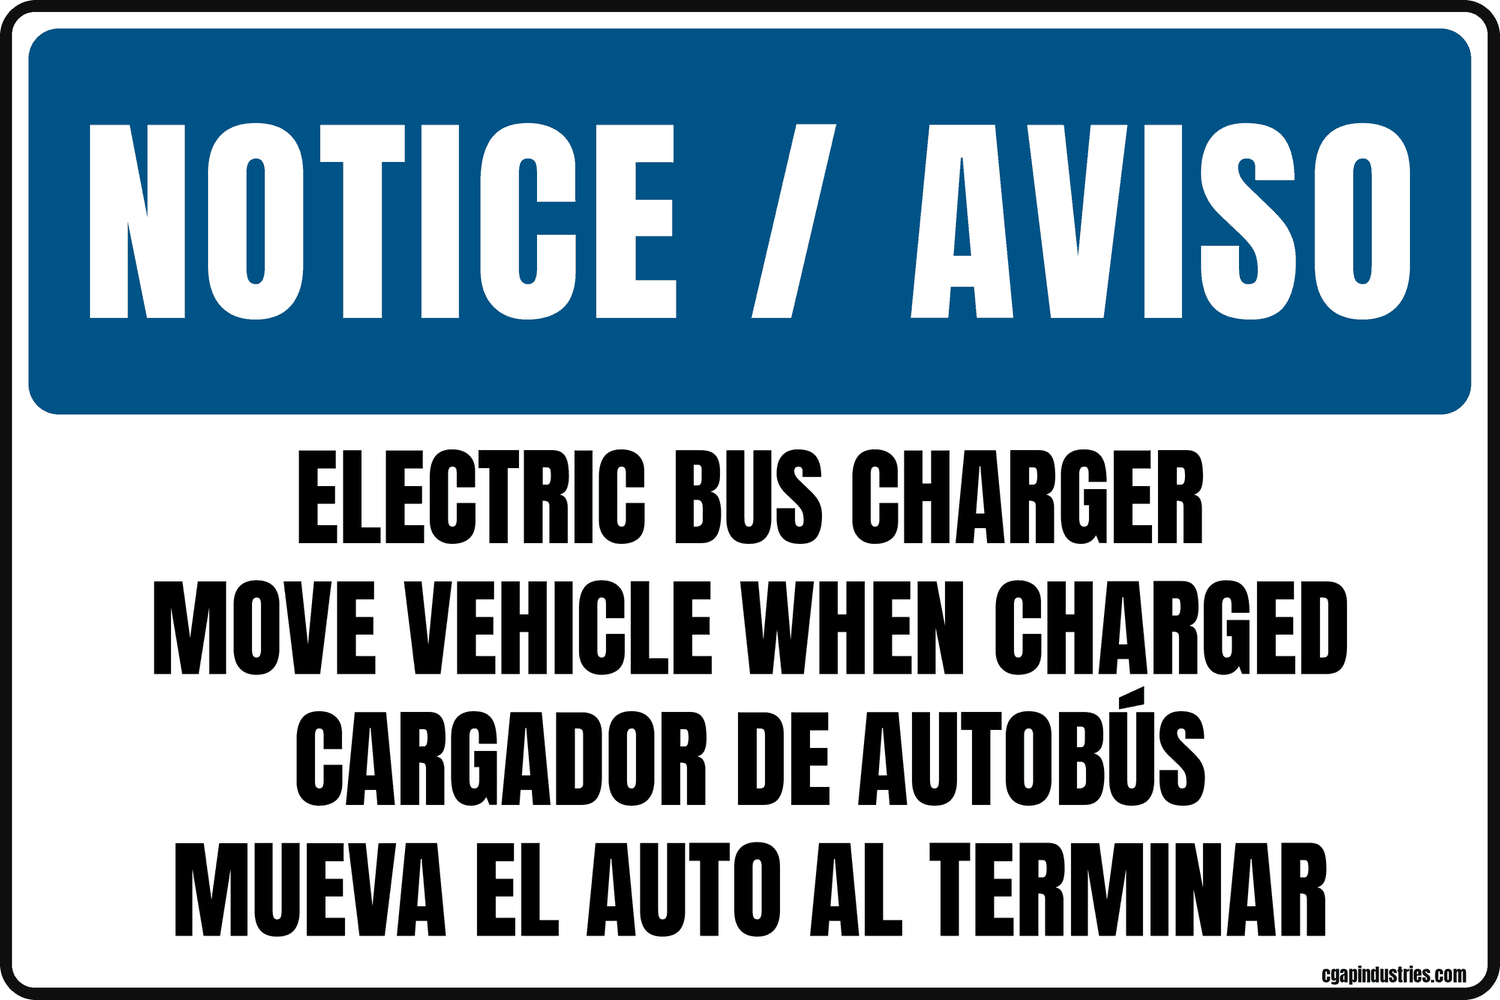 NOTICE / AVISO
ELECTRIC BUS CHARGER
MOVE VEHICLE WHEN CHARGED
CARGADOR DE AUTOBÚS
MUEVA EL AUTO AL TERMINAR
cgapindustries.com